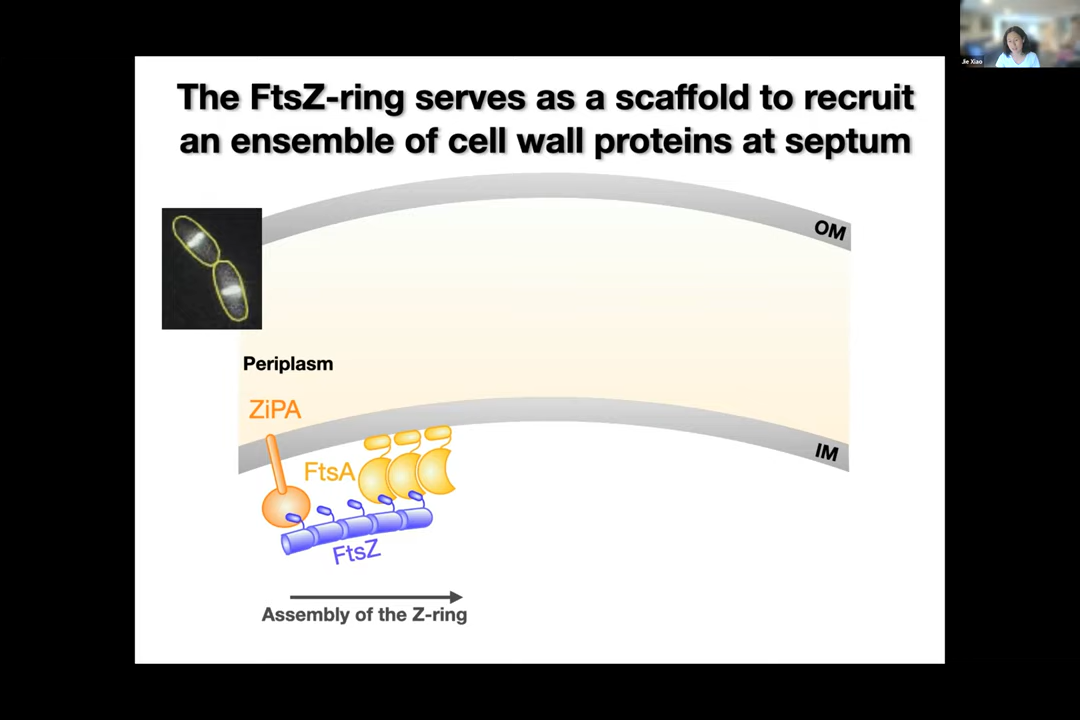 Jie Xiao
The FtsZ-ring serves as a scaffold to recruit
an ensemble of cell wall proteins at septum
OM
Periplasm
ZiPA
IM
FtsA
FtsZ
Assembly of the Z-ring